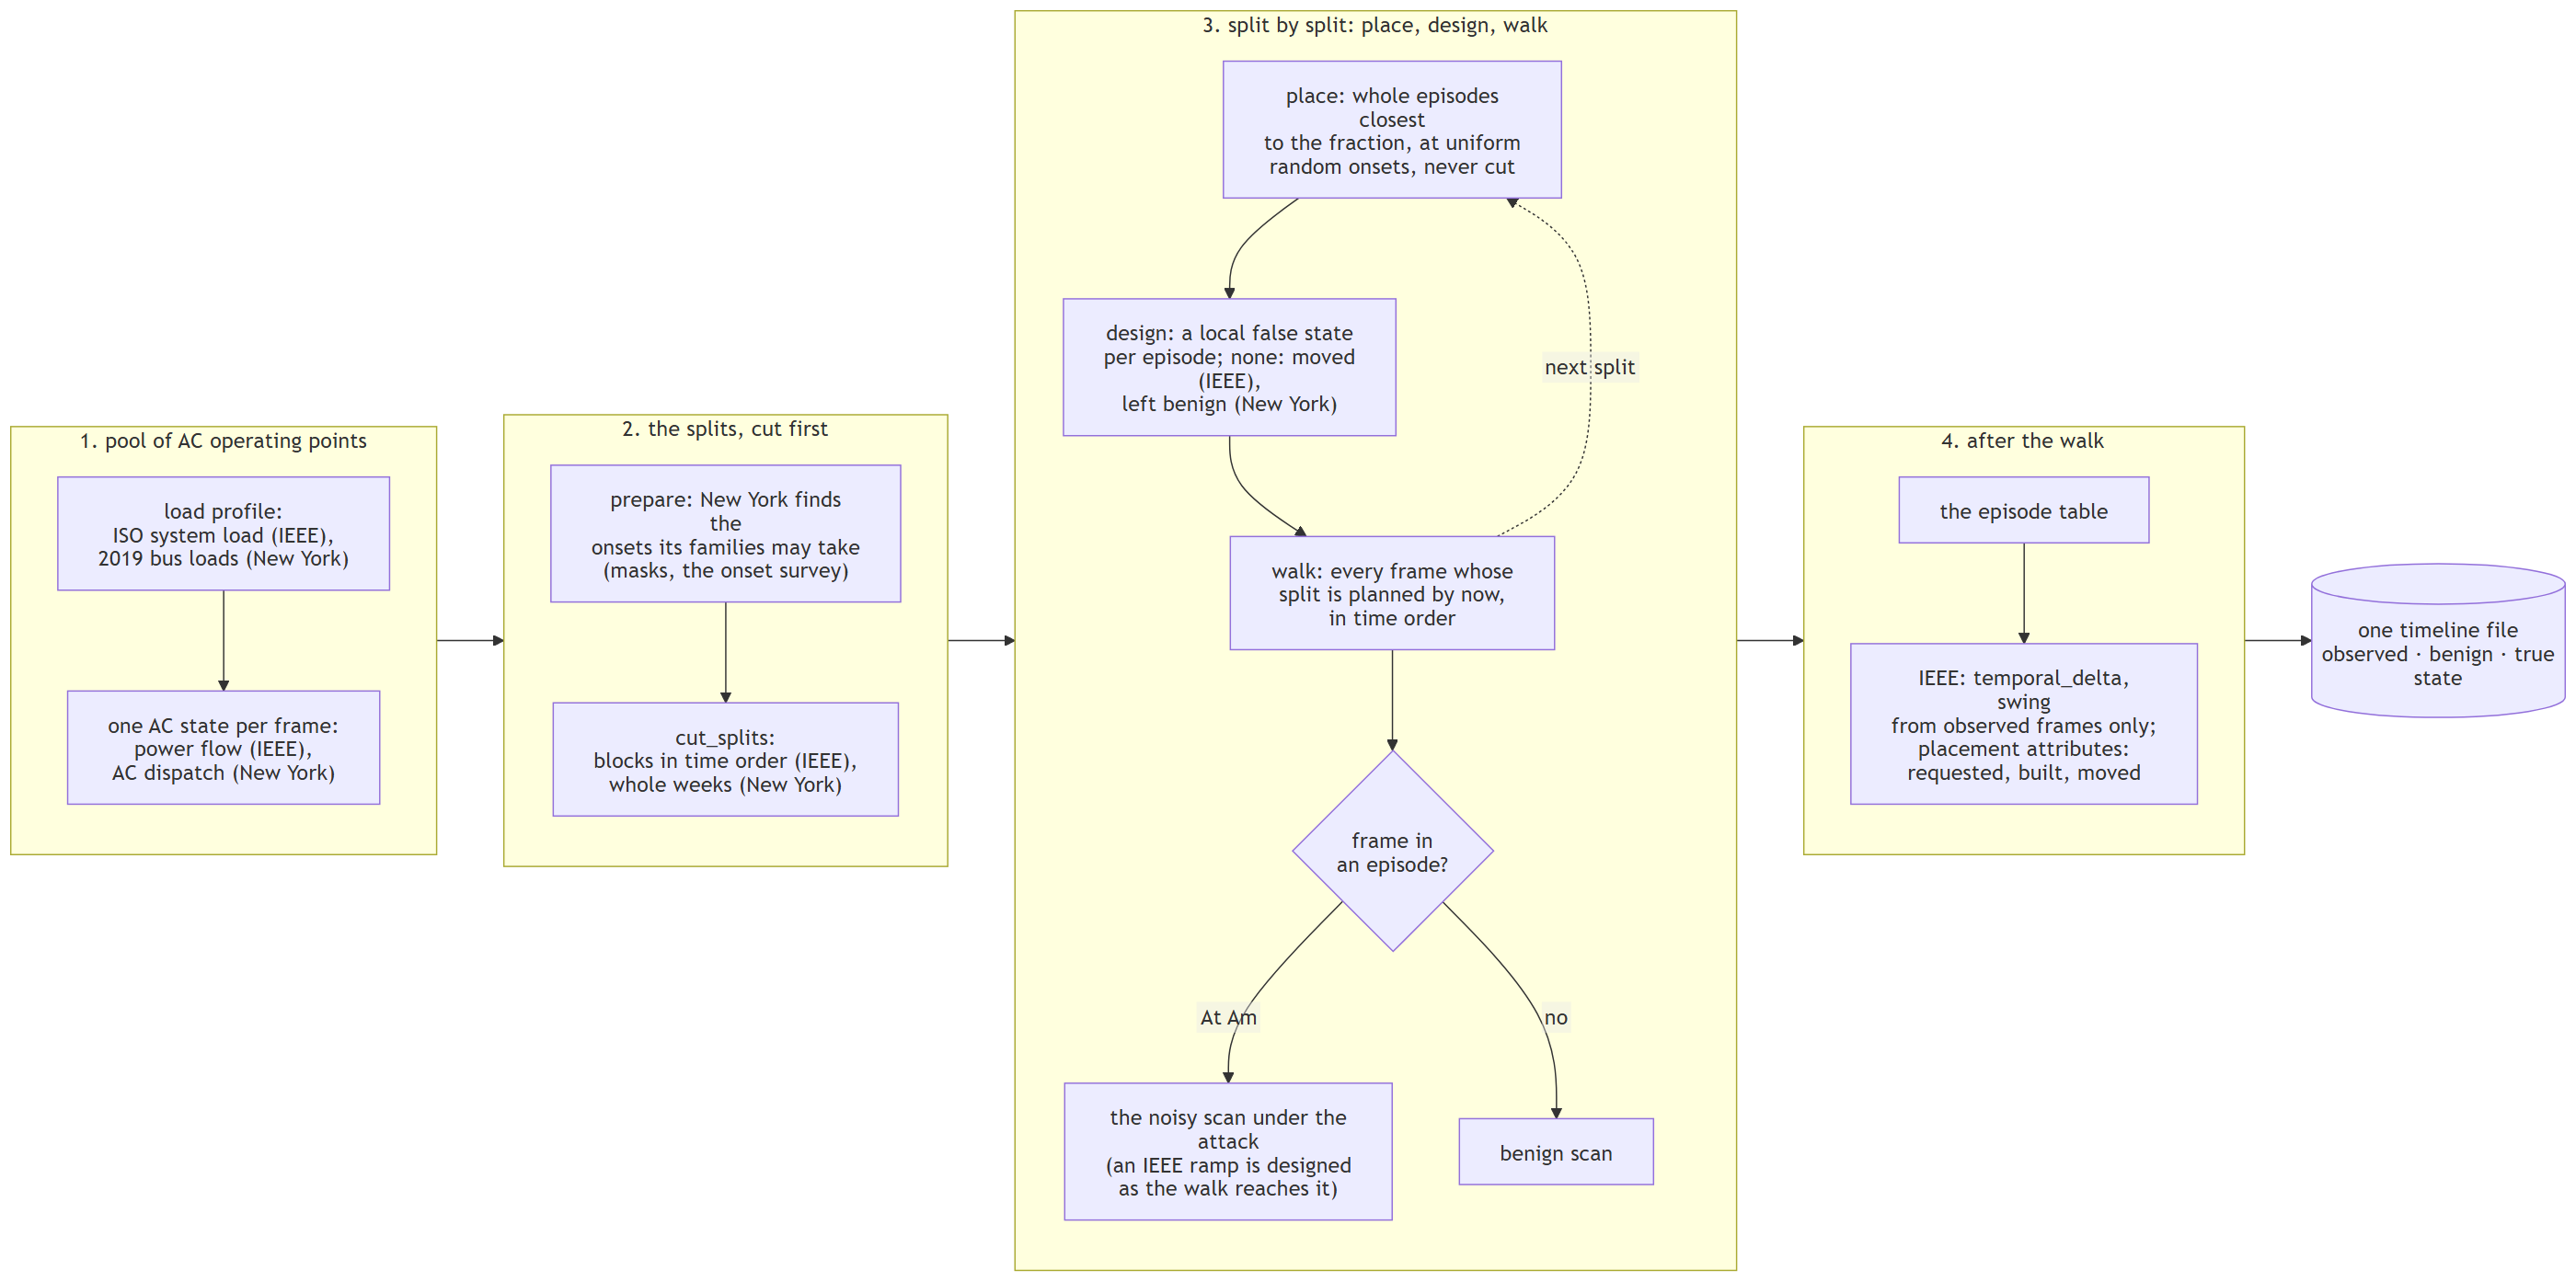 1. pool of AC operating points
load profile:
ISO system load (IEEE),
2019 bus loads (New York)
one AC state per frame:
power flow (IEEE),
AC dispatch (New York)
2. the splits, cut first
prepare: New York finds
the
onsets its families may take
(masks, the onset survey)
cut_splits:
blocks in time order (IEEE),
whole weeks (New York)
3. split by split: place, design, walk
place: whole episodes
closest
to the fraction, at uniform
random onsets, never cut
design: a local false state
per episode; none: moved
(IEEE),
left benign (New York)
next split
walk: every frame whose
split is planned by now,
in time order
frame in
an episode?
At Am
no
the noisy scan under the
attack
(an IEEE ramp is designed
as the walk reaches it)
benign scan
4. after the walk
the episode table
IEEE: temporal_delta,
swing
from observed frames only;
placement attributes:
requested, built, moved
one timeline file
observed · benign · true
state